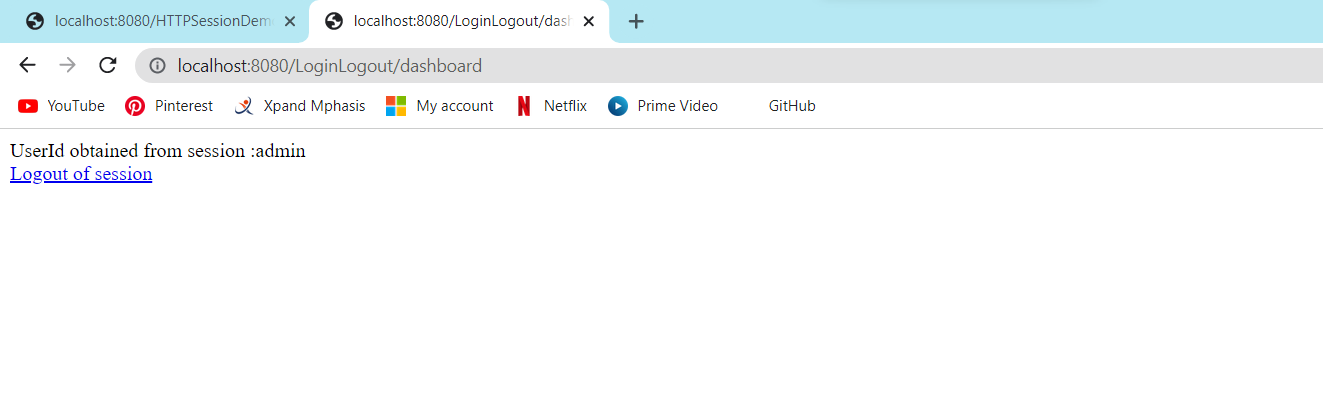 localhost:8080/HTTPSessionDem
localhost:8080/LoginLogout/das
localhost:8080/LoginLogout/dashboard
YouTube Pinterest Xpand Mphasis My account Netflix Prime Video GitHub
UserId obtained from session :admin
Logout of session